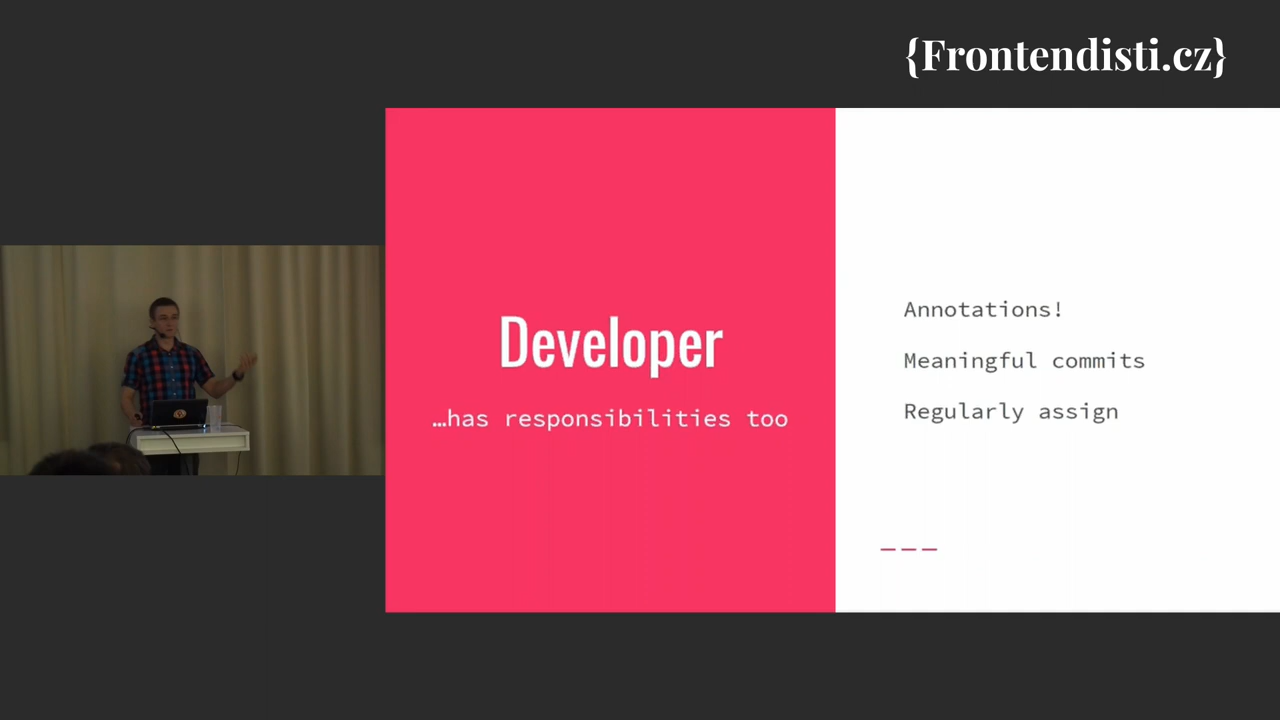 {Frontendisti.cz}
Developer
…has responsibilities too
Annotations!
Meaningful commits
Regularly assign